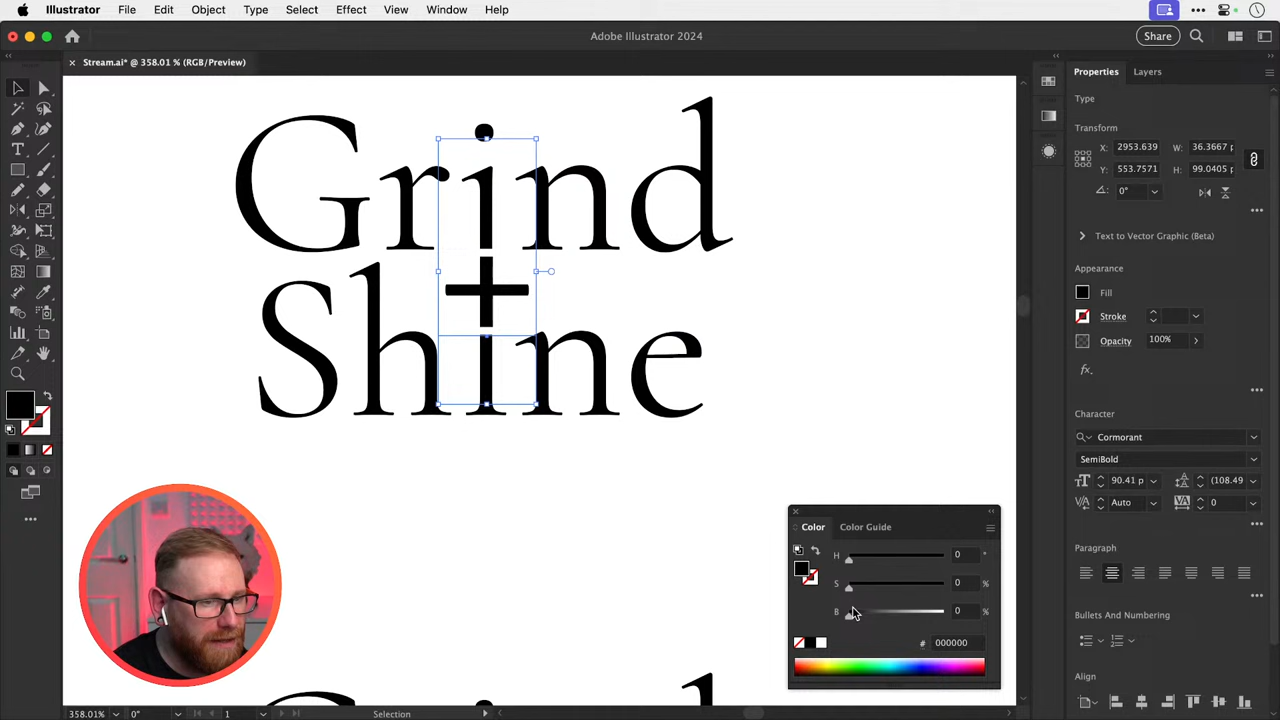 Illustrator File Edit Object Type Select Effect View Window Help
Adobe Illustrator 2024
Share
Stream.ai* @ 358.01 % (RGB/Preview)
Properties Layers
Type
Transform
X: 2953.639 W: 36.3667 p
Y: 553.7571 H: 99.0405 p
0°
Text to Vector Graphic (Beta)
Appearance
Fill
Stroke
Opacity 100%
fx.
Character
Cormorant
SemiBold
90.41 p (108.49
Auto 0
Paragraph
Bullets And Numbering
Align
Grind
+
Shine
Color Color Guide
H 0 °
S 0 %
B 0 %
# 000000
358.01% 0° 1 Selection